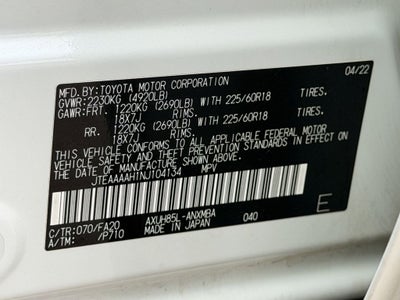 MFD. BY: TOYOTA MOTOR CORPORATION 04/22
GVWR: 2230KG (4920LB)
GAWR: FRT. 1220KG (2690LB) WITH 225/60R18 TIRES.
18X7J RIMS.
RR. 1220KG (2690LB) WITH 225/60R18 TIRES.
18X7J RIMS.
THIS VEHICLE CONFORMS TO ALL APPLICABLE FEDERAL MOTOR
VEHICLE SAFETY, BUMPER, AND THEFT PREVENTION STANDARDS
IN EFFECT ON THE DATE OF MANUFACTURE SHOWN ABOVE.
JTEAAAAH1NJ104134 MPV
C/TR: 070/FA20 AXUH85L-ANXMBA 040 E
A/TM: /P710 MADE IN JAPAN